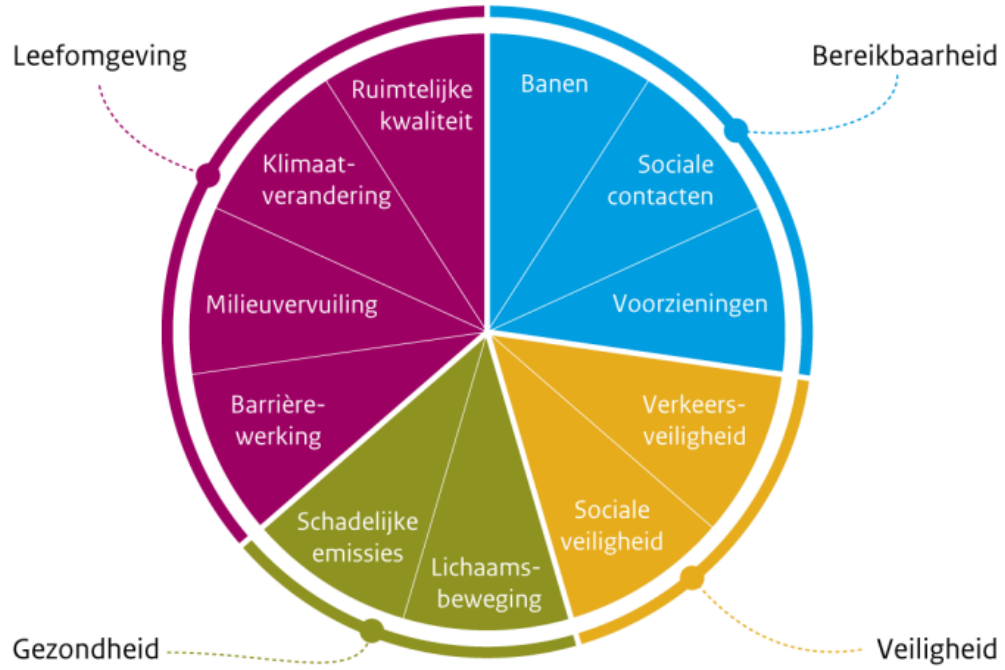 Leefomgeving
Bereikbaarheid
Ruimtelijke
kwaliteit
Banen
Klimaat-
verandering
Sociale
contacten
Milieuvervuiling
Voorzieningen
Barrière-
werking
Verkeers-
veiligheid
Schadelijke
emissies
Lichaams-
beweging
Sociale
veiligheid
Gezondheid
Veiligheid